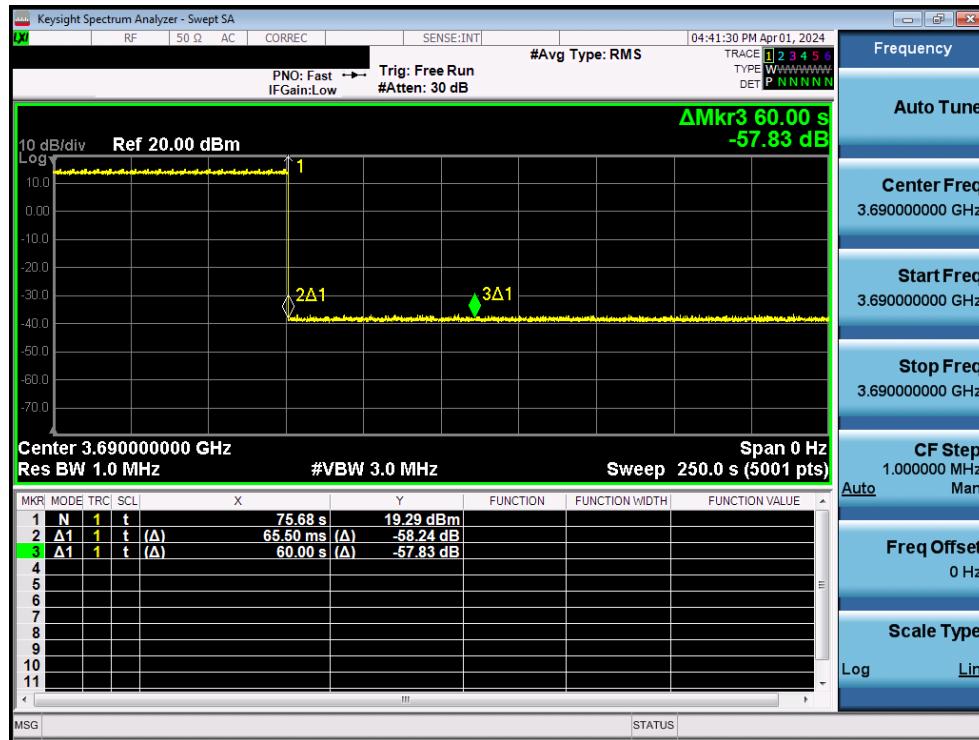 Keysight Spectrum Analyzer - Swept SA
LXI RF 50 Ω AC CORREC SENSE:INT 04:41:30 PM Apr 01, 2024
#Avg Type: RMS TRACE 1 2 3 4 5 6
PNO: Fast Trig: Free Run TYPE W
IFGain:Low #Atten: 30 dB DET P N N N N N
ΔMkr3 60.00 s
-57.83 dB
10 dB/div Ref 20.00 dBm
Log
10.0
0.00
-10.0
-20.0
-30.0
-40.0
-50.0
-60.0
-70.0
1
2Δ1
3Δ1
Center 3.690000000 GHz Span 0 Hz
Res BW 1.0 MHz #VBW 3.0 MHz Sweep 250.0 s (5001 pts)
MKR MODE TRC SCL X Y FUNCTION FUNCTION WIDTH FUNCTION VALUE
1 N 1 t 75.68 s 19.29 dBm
2 Δ1 1 t (Δ) 65.50 ms (Δ) -58.24 dB
3 Δ1 1 t (Δ) 60.00 s (Δ) -57.83 dB
4
5
6
7
8
9
10
11
MSG STATUS
Frequency
Auto Tune
Center Freq
3.690000000 GHz
Start Freq
3.690000000 GHz
Stop Freq
3.690000000 GHz
CF Step
1.000000 MHz
Auto Man
Freq Offset
0 Hz
Scale Type
Log Lin